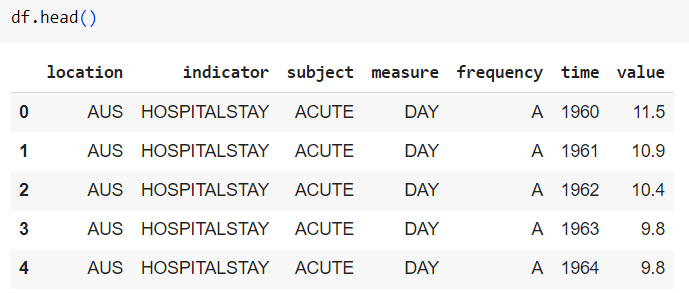 df.head()
location indicator subject measure frequency time value
0 AUS HOSPITALSTAY ACUTE DAY A 1960 11.5
1 AUS HOSPITALSTAY ACUTE DAY A 1961 10.9
2 AUS HOSPITALSTAY ACUTE DAY A 1962 10.4
3 AUS HOSPITALSTAY ACUTE DAY A 1963 9.8
4 AUS HOSPITALSTAY ACUTE DAY A 1964 9.8